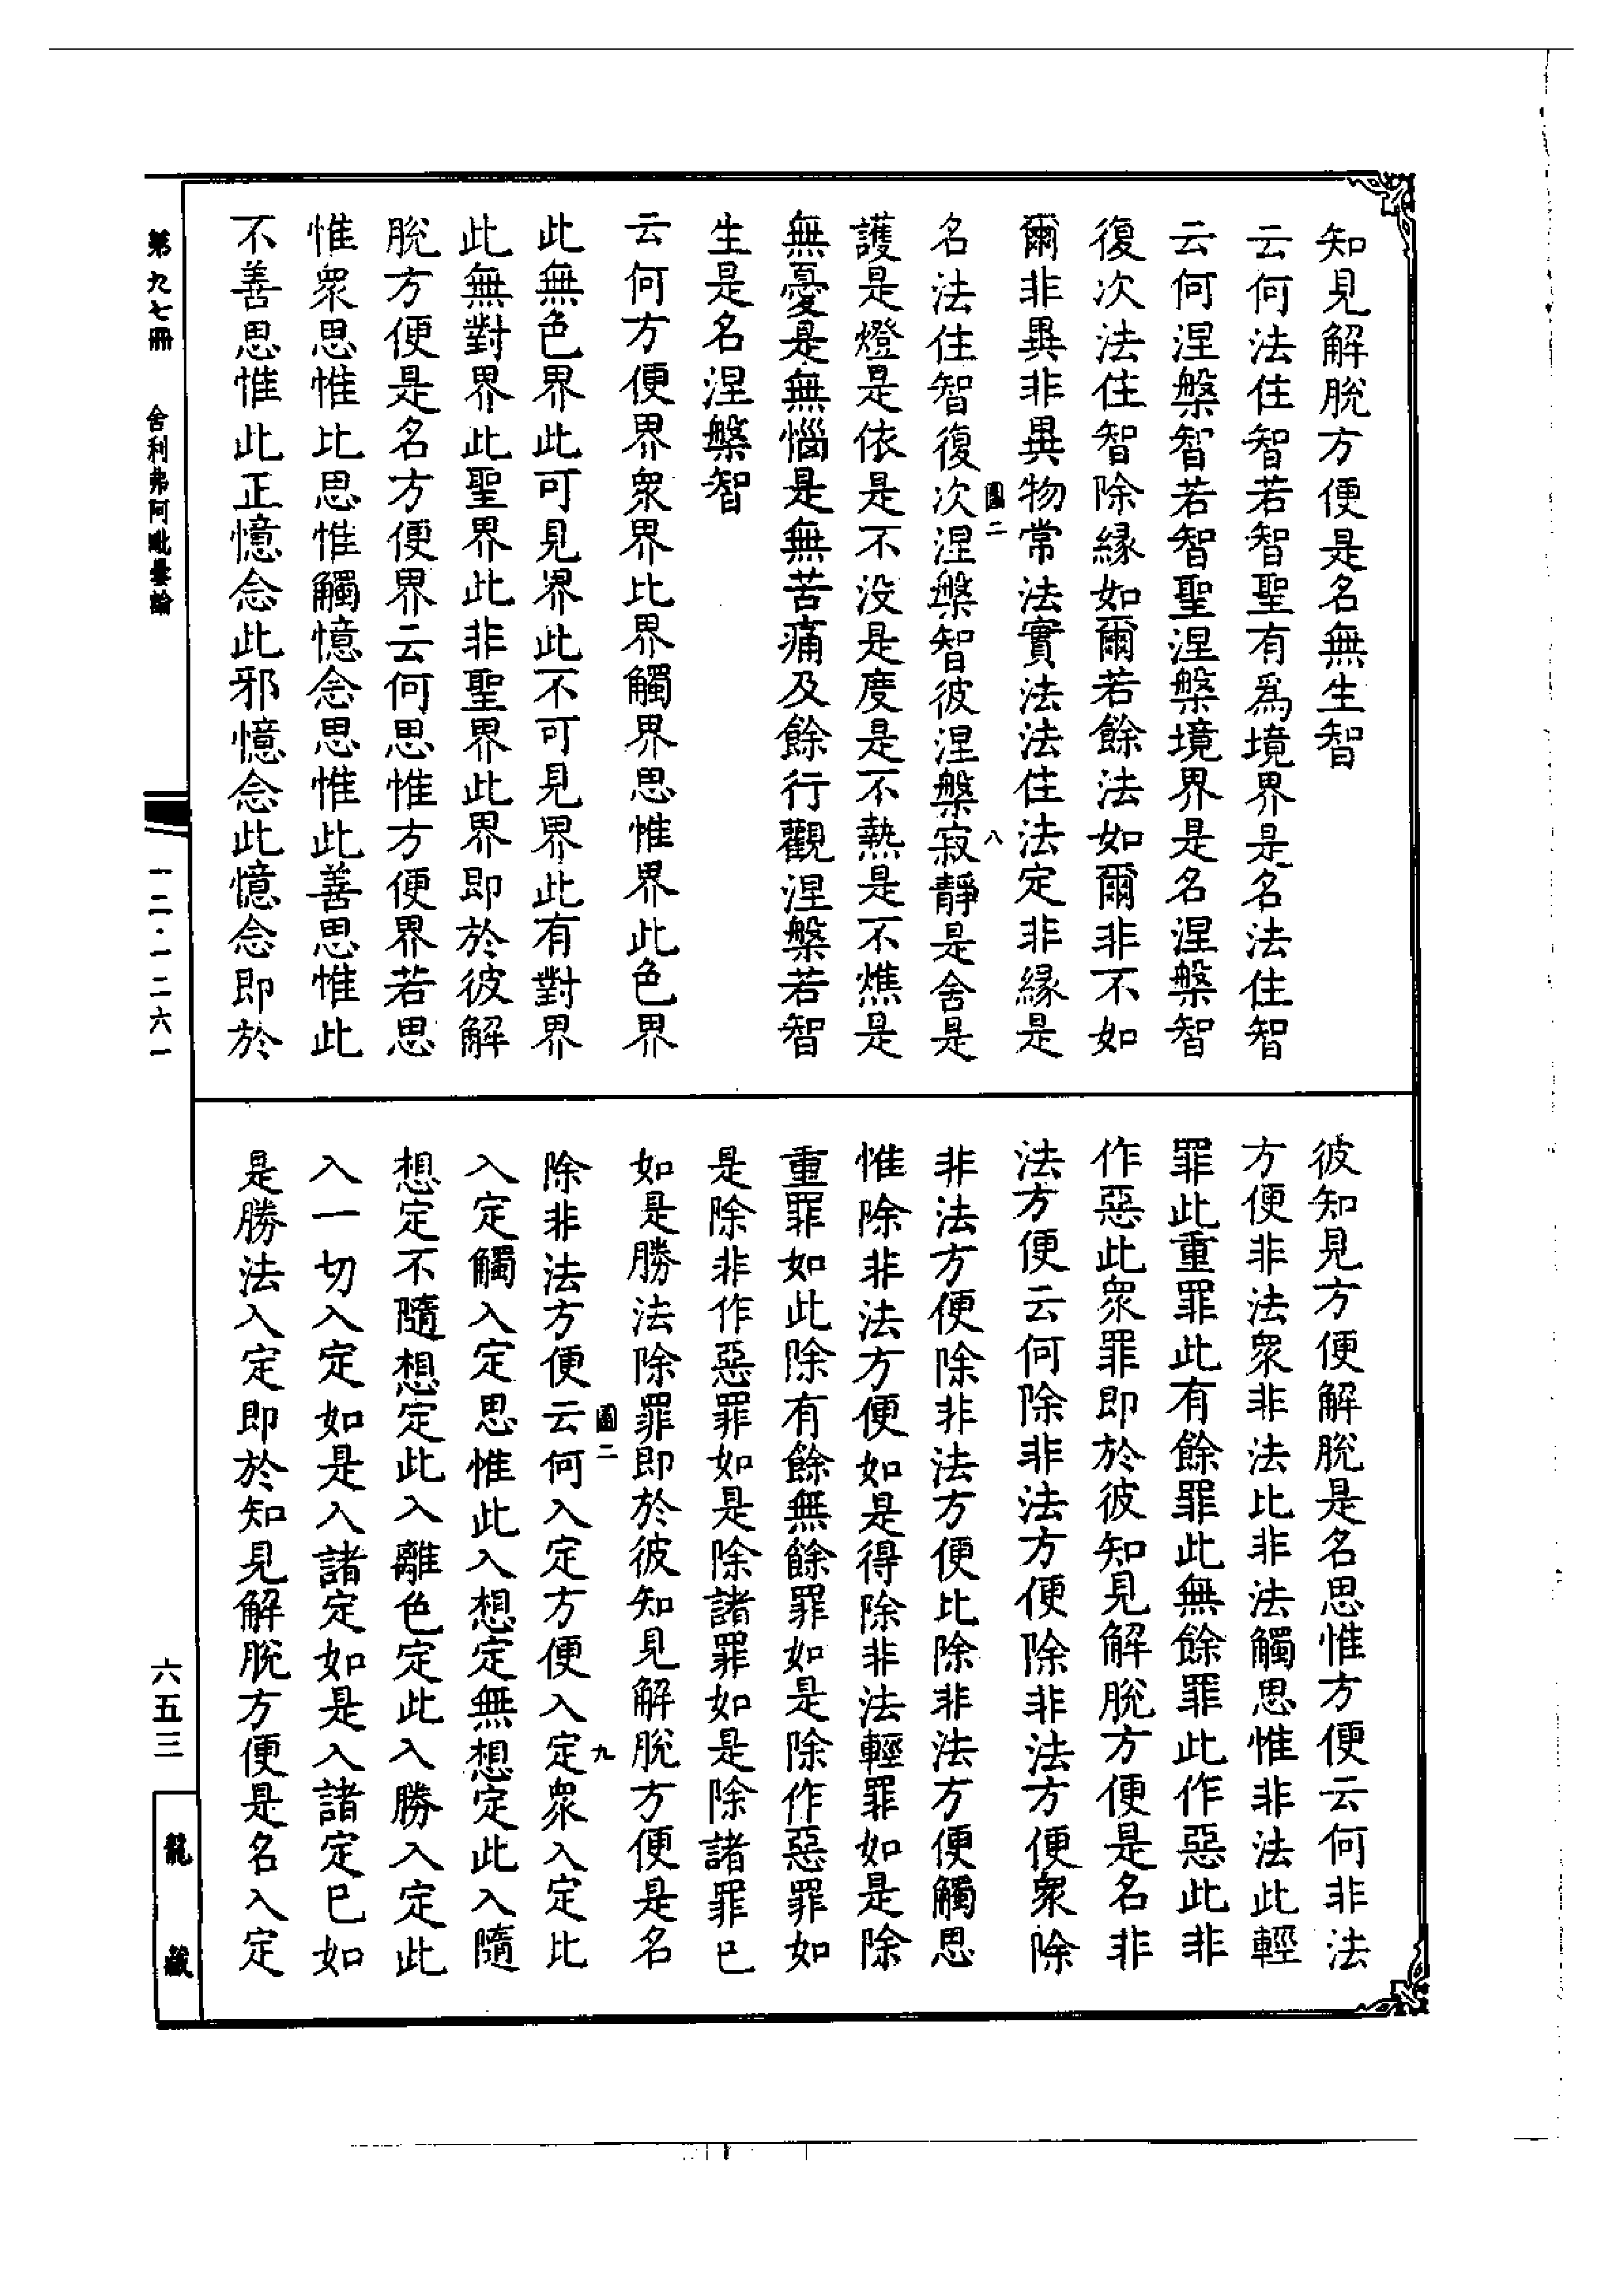 知見解脫方便是名無生智
云何法住智若智聖有為境界是名法住智
云何涅槃智若智聖涅槃境界是名涅槃智
復次法住智除緣如爾若餘法如爾非不如
爾非異非異物常法實法法住法定非緣是
名法住智復次涅槃智彼涅槃寂靜是舍是
護是燈是依是不没是度是不熱是不燋是
無憂是無惱是無苦痛及餘行觀涅槃若智
生是名涅槃智
云何方便界眾界比界觸界思惟界此色界
此無色界此可見界此不可見界此有對界
此無對界此聖界此非聖界此界即於彼解
脫方便是名方便界云何思惟方便界若思
惟眾思惟比思惟觸憶念思惟此善思惟此
不善思惟此正憶念此邪憶念此憶念即於
圖二
八
彼知見方便解脫是名思惟方便云何非法
方便非法眾非法比非法觸思惟非法此輕
罪此重罪此有餘罪此無餘罪此作惡此非
作惡此眾罪即於彼知見解脫方便是名非
法方便云何除非法方便除非法方便眾除
非法方便除非法方便比除非法方便觸思
惟除非法方便如是得除非法輕罪如是除
重罪如此除有餘無餘罪如是除作惡罪如
是除非作惡罪如是除諸罪如是除諸罪已
如是勝法除罪即於彼知見解脫方便是名
除非法方便云何入定方便入定眾入定比
入定觸入定思惟此入想定無想定此入隨
想定不隨想定此入離色定此入勝入定此
入一切入定如是入諸定如是入諸定已如
是勝法入定即於知見解脫方便是名入定
圖二
九
第九七冊 舍利弗阿毗曇論
一二·一二六一
六五三
龍藏